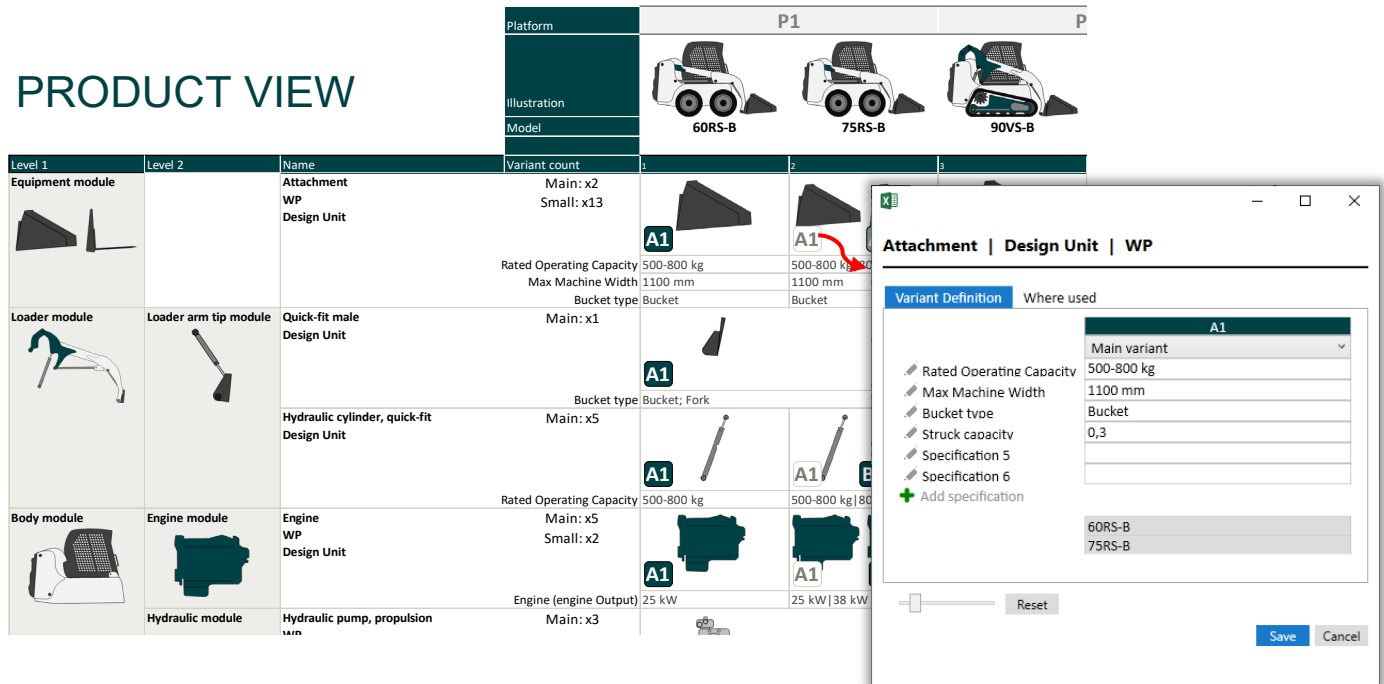 PRODUCT VIEW
Platform P1 P
Illustration
Model 60RS-B 75RS-B 90VS-B
Level 1 Level 2 Name Variant count 1 2 3
Equipment module Attachment Main: x2
WP Small: x13
Design Unit
A1 A1
Rated Operating Capacity 500-800 kg 500-800 kg|80
Max Machine Width 1100 mm 1100 mm
Bucket type Bucket Bucket
Loader module Loader arm tip module Quick-fit male Main: x1
Design Unit
A1
Bucket type Bucket; Fork
Hydraulic cylinder, quick-fit Main: x5
Design Unit
A1 A1
Rated Operating Capacity 500-800 kg 500-800 kg|80
Body module Engine module Engine Main: x5
WP Small: x2
Design Unit
A1 A1
Engine (engine Output) 25 kW 25 kW|38 kW
Hydraulic module Hydraulic pump, propulsion Main: x3
WP
Attachment | Design Unit | WP
Variant Definition Where used
A1
Main variant
Rated Operating Capacity 500-800 kg
Max Machine Width 1100 mm
Bucket type Bucket
Struck capacity 0,3
Specification 5
Specification 6
Add specification
60RS-B
75RS-B
Reset
Save Cancel